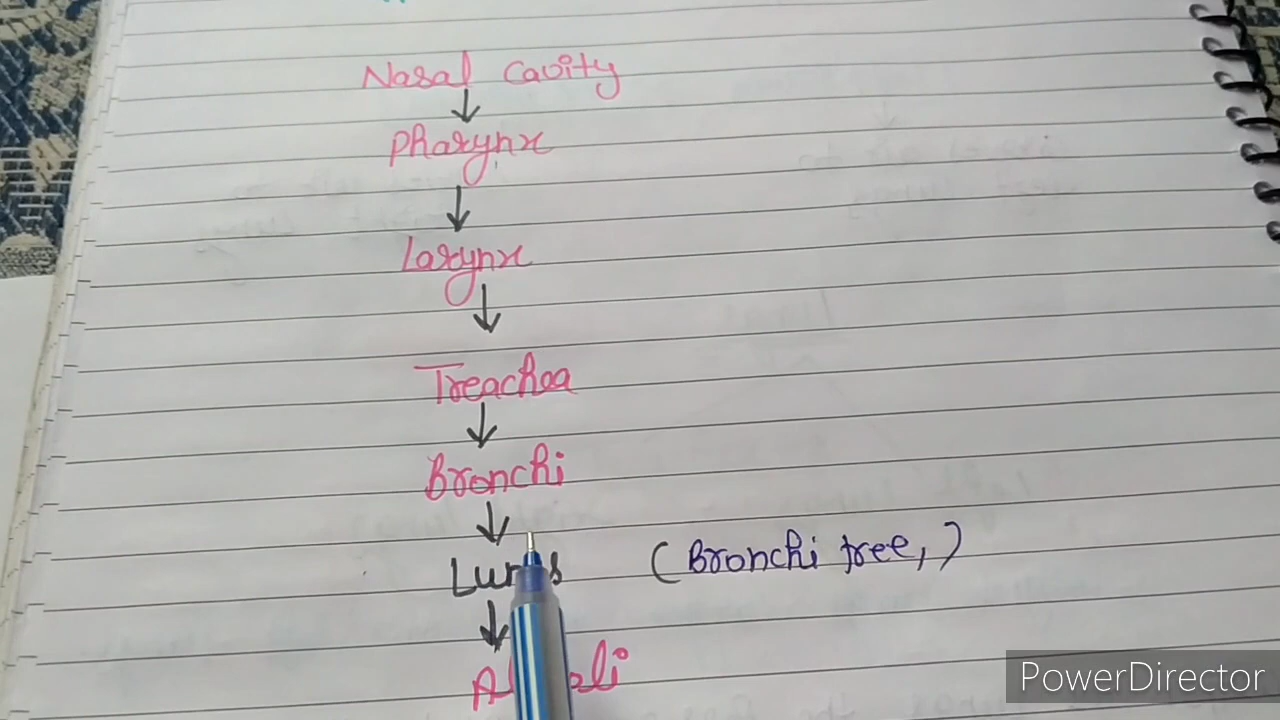 Nasal Cavity
Pharynx
Larynx
Treachea
Bronchi
(Bronchi tree,)
PowerDirector